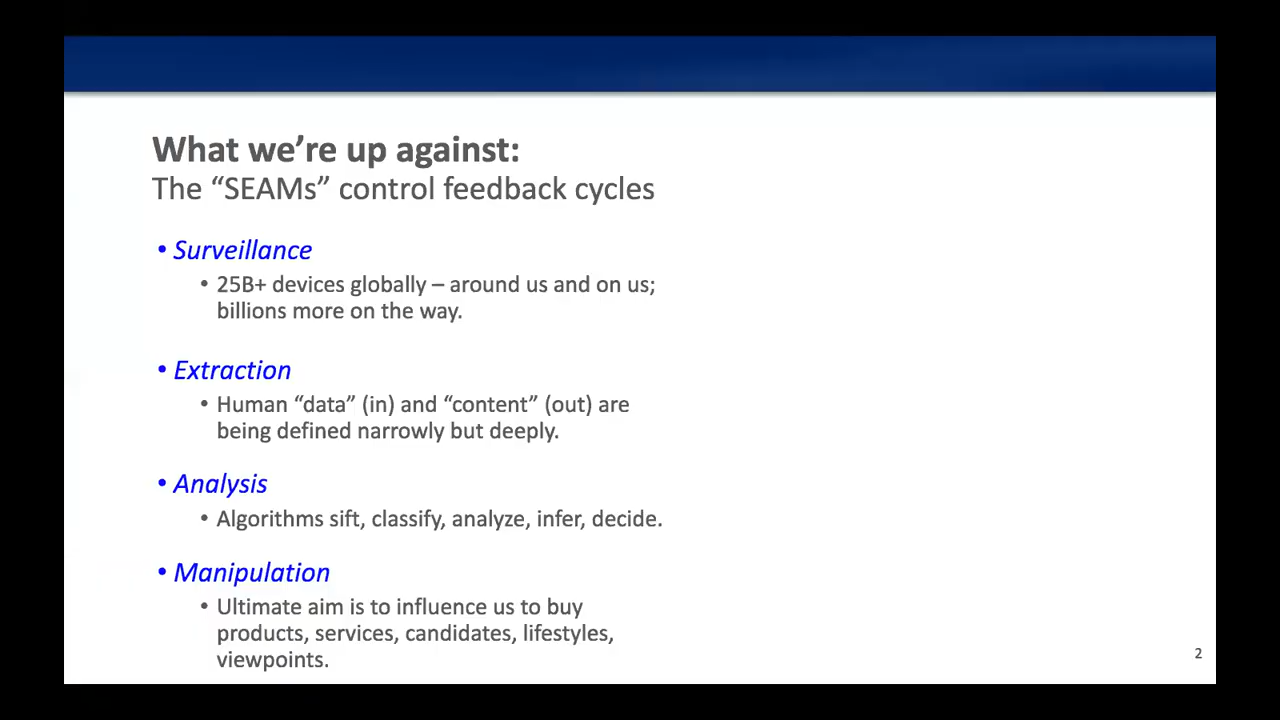 What we're up against:
The “SEAMs” control feedback cycles
• Surveillance
• 25B+ devices globally – around us and on us;
billions more on the way.
• Extraction
• Human “data” (in) and “content” (out) are
being defined narrowly but deeply.
• Analysis
• Algorithms sift, classify, analyze, infer, decide.
• Manipulation
• Ultimate aim is to influence us to buy
products, services, candidates, lifestyles,
viewpoints.
2